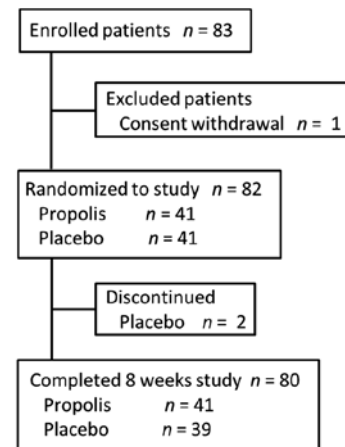 Enrolled patients n = 83
Excluded patients
Consent withdrawal n = 1
Randomized to study n = 82
Propolis n = 41
Placebo n = 41
Discontinued
Placebo n = 2
Completed 8 weeks study n = 80
Propolis n = 41
Placebo n = 39